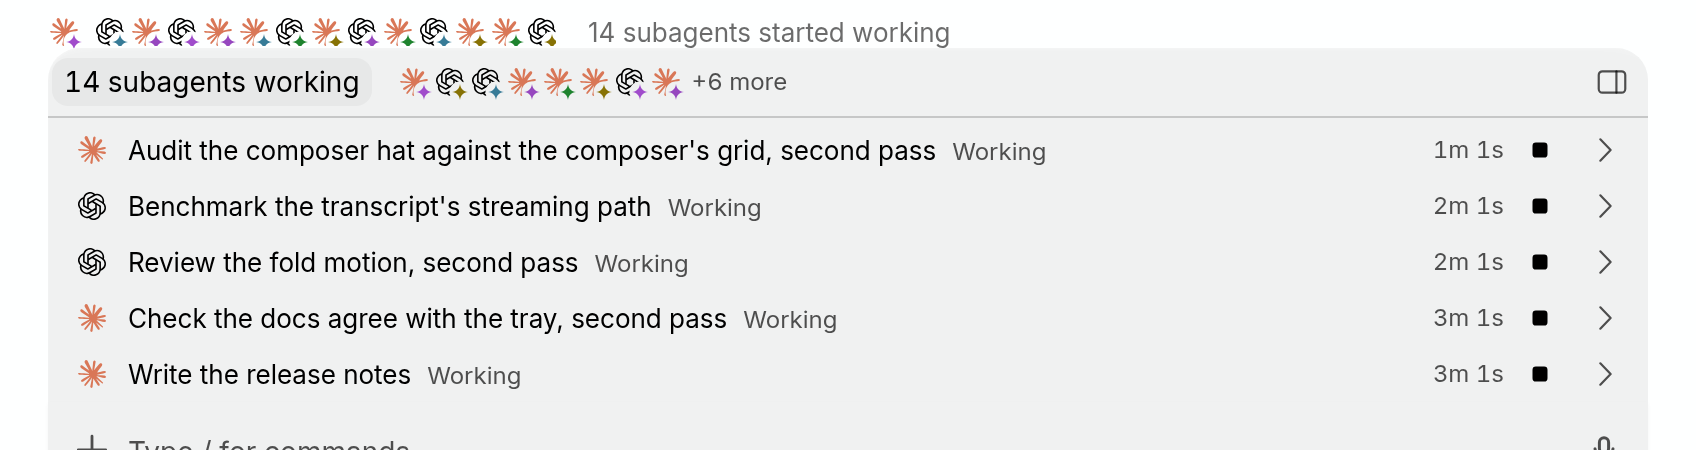 14 subagents started working
14 subagents working +6 more
Audit the composer hat against the composer's grid, second pass Working 1m 1s
Benchmark the transcript's streaming path Working 2m 1s
Review the fold motion, second pass Working 2m 1s
Check the docs agree with the tray, second pass Working 3m 1s
Write the release notes Working 3m 1s
Type / for commands